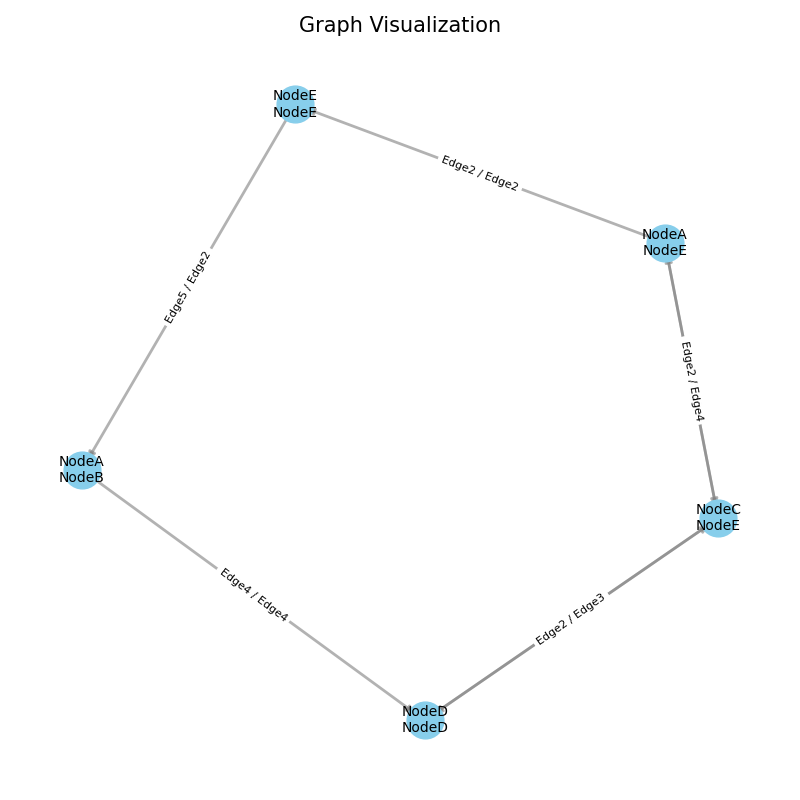 Graph Visualization
NodeE
NodeE
Edge2 / Edge2
NodeA
NodeE
Edge5 / Edge2
Edge2 / Edge4
NodeA
NodeB
NodeC
NodeE
Edge4 / Edge4
Edge2 / Edge3
NodeD
NodeD